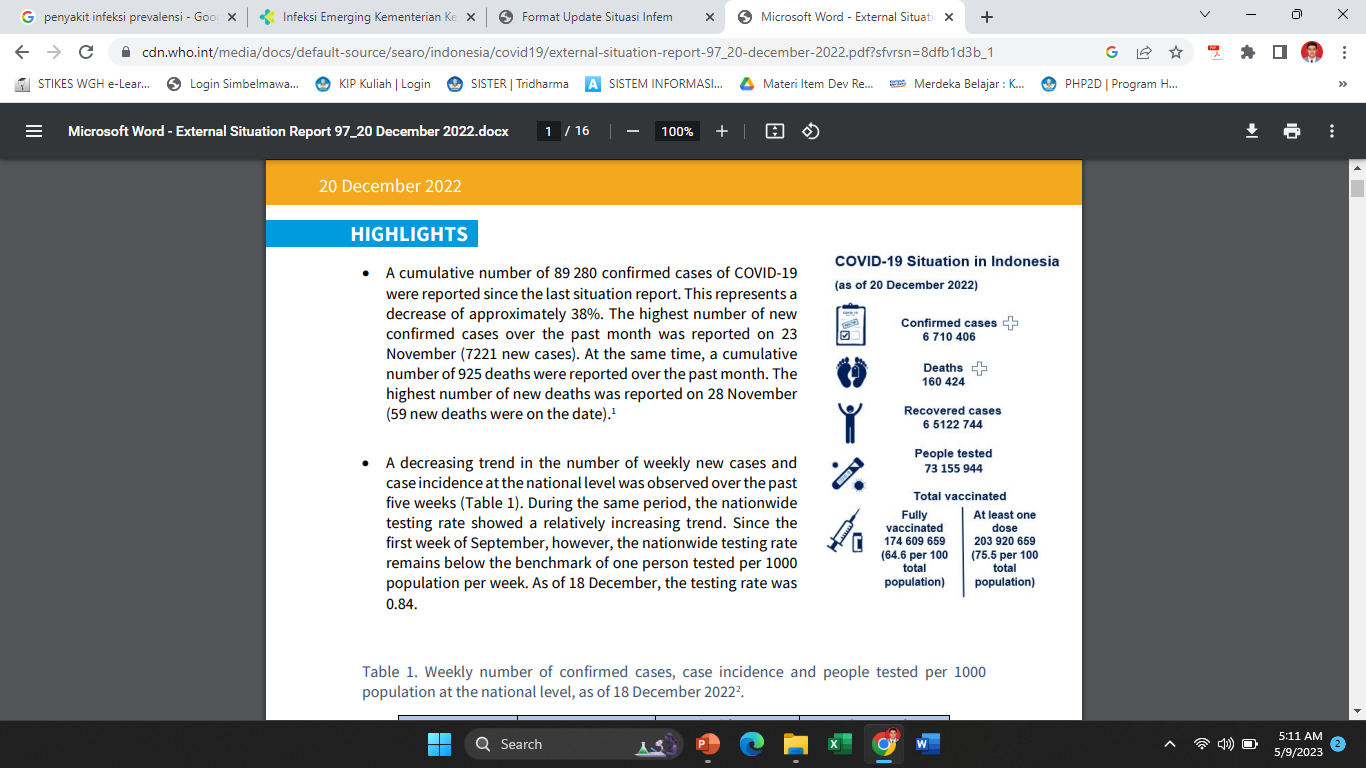 penyakit infeksi prevalensi - Goo
Infeksi Emerging Kementerian Ke
Format Update Situasi Infem
Microsoft Word - External Situati
cdn.who.int/media/docs/default-source/searo/indonesia/covid19/external-situation-report-97_20-december-2022.pdf?sfvrsn=8dfb1d3b_1
STIKES WGH e-Lear...
Login Simbelmawa...
KIP Kuliah | Login
SISTER | Tridharma
SISTEM INFORMASI...
Materi Item Dev Re...
Merdeka Belajar : K...
PHP2D | Program H...
Microsoft Word - External Situation Report 97_20 December 2022.docx
1 / 16
100%
20 December 2022
HIGHLIGHTS
• A cumulative number of 89 280 confirmed cases of COVID-19
were reported since the last situation report. This represents a
decrease of approximately 38%. The highest number of new
confirmed cases over the past month was reported on 23
November (7221 new cases). At the same time, a cumulative
number of 925 deaths were reported over the past month. The
highest number of new deaths was reported on 28 November
(59 new deaths were on the date).¹
• A decreasing trend in the number of weekly new cases and
case incidence at the national level was observed over the past
five weeks (Table 1). During the same period, the nationwide
testing rate showed a relatively increasing trend. Since the
first week of September, however, the nationwide testing rate
remains below the benchmark of one person tested per 1000
population per week. As of 18 December, the testing rate was
0.84.
COVID-19 Situation in Indonesia
(as of 20 December 2022)
Confirmed cases
6 710 406
Deaths
160 424
Recovered cases
6 5122 744
People tested
73 155 944
Total vaccinated
Fully
vaccinated
174 609 659
(64.6 per 100
total
population)
At least one
dose
203 920 659
(75.5 per 100
total
population)
Table 1. Weekly number of confirmed cases, case incidence and people tested per 1000
population at the national level, as of 18 December 2022².
Search
5:11 AM
5/9/2023
2